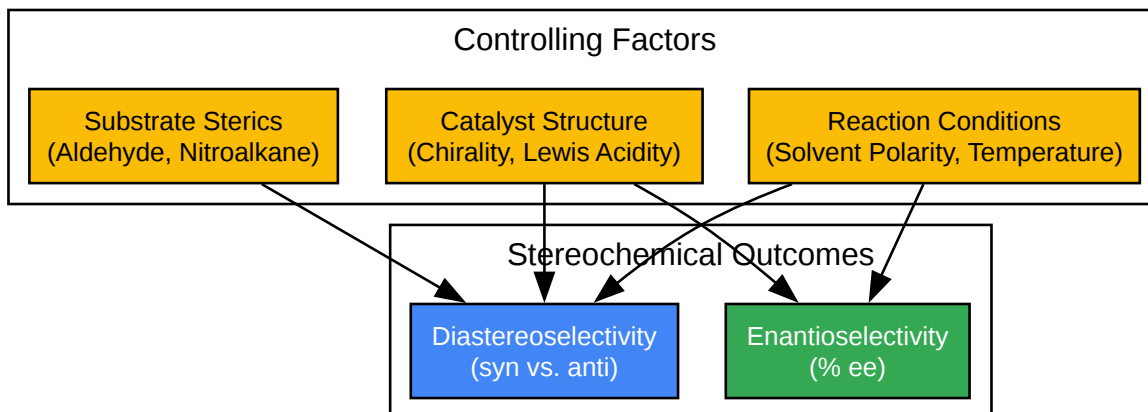 Controlling Factors
Substrate Sterics
(Aldehyde, Nitroalkane)
Catalyst Structure
(Chirality, Lewis Acidity)
Reaction Conditions
(Solvent Polarity, Temperature)
Stereochemical Outcomes
Diastereoselectivity
(syn vs. anti)
Enantioselectivity
(% ee)